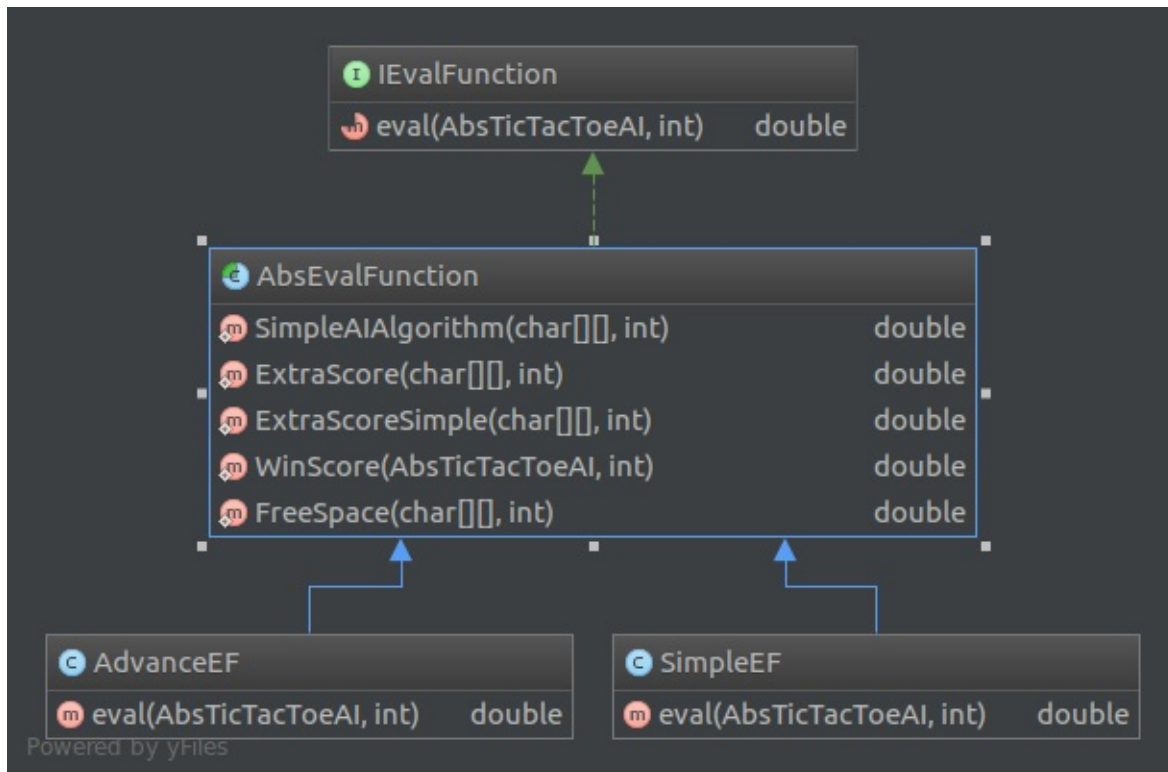 IEvalFunction
eval(AbsTicTacToeAI, int) double
AbsEvalFunction
SimpleAIAlgorithm(char[][], int) double
ExtraScore(char[][], int) double
ExtraScoreSimple(char[][], int) double
WinScore(AbsTicTacToeAI, int) double
FreeSpace(char[][], int) double
AdvanceEF
eval(AbsTicTacToeAI, int) double
SimpleEF
eval(AbsTicTacToeAI, int) double
Powered by yFiles